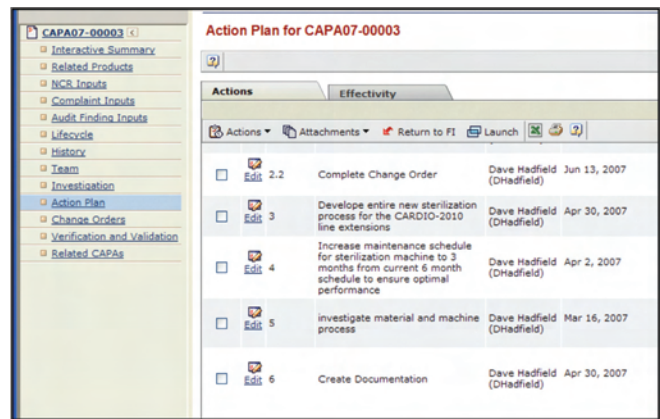 CAPA07-00003
Interactive Summary
Related Products
NCR Inputs
Complaint Inputs
Audit Finding Inputs
Lifecycle
History
Team
Investigation
Action Plan
Change Orders
Verification and Validation
Related CAPAs
Action Plan for CAPA07-00003
Actions Effectivity
Actions Attachments Return to FI Launch
Edit 2.2 Complete Change Order Dave Hadfield Jun 13, 2007
(DHadfield)
Develope entire new sterilization
Edit 3 process for the CARDIO-2010 Dave Hadfield Apr 30, 2007
line extensions (DHadfield)
Increase maintenance schedule
for sterilization machine to 3
Edit 4 months from current 6 month Dave Hadfield Apr 2, 2007
schedule to ensure optimal (DHadfield)
performance
Edit 5 investigate material and machine Dave Hadfield Mar 16, 2007
process (DHadfield)
Edit 6 Create Documentation Dave Hadfield Apr 30, 2007
(DHadfield)